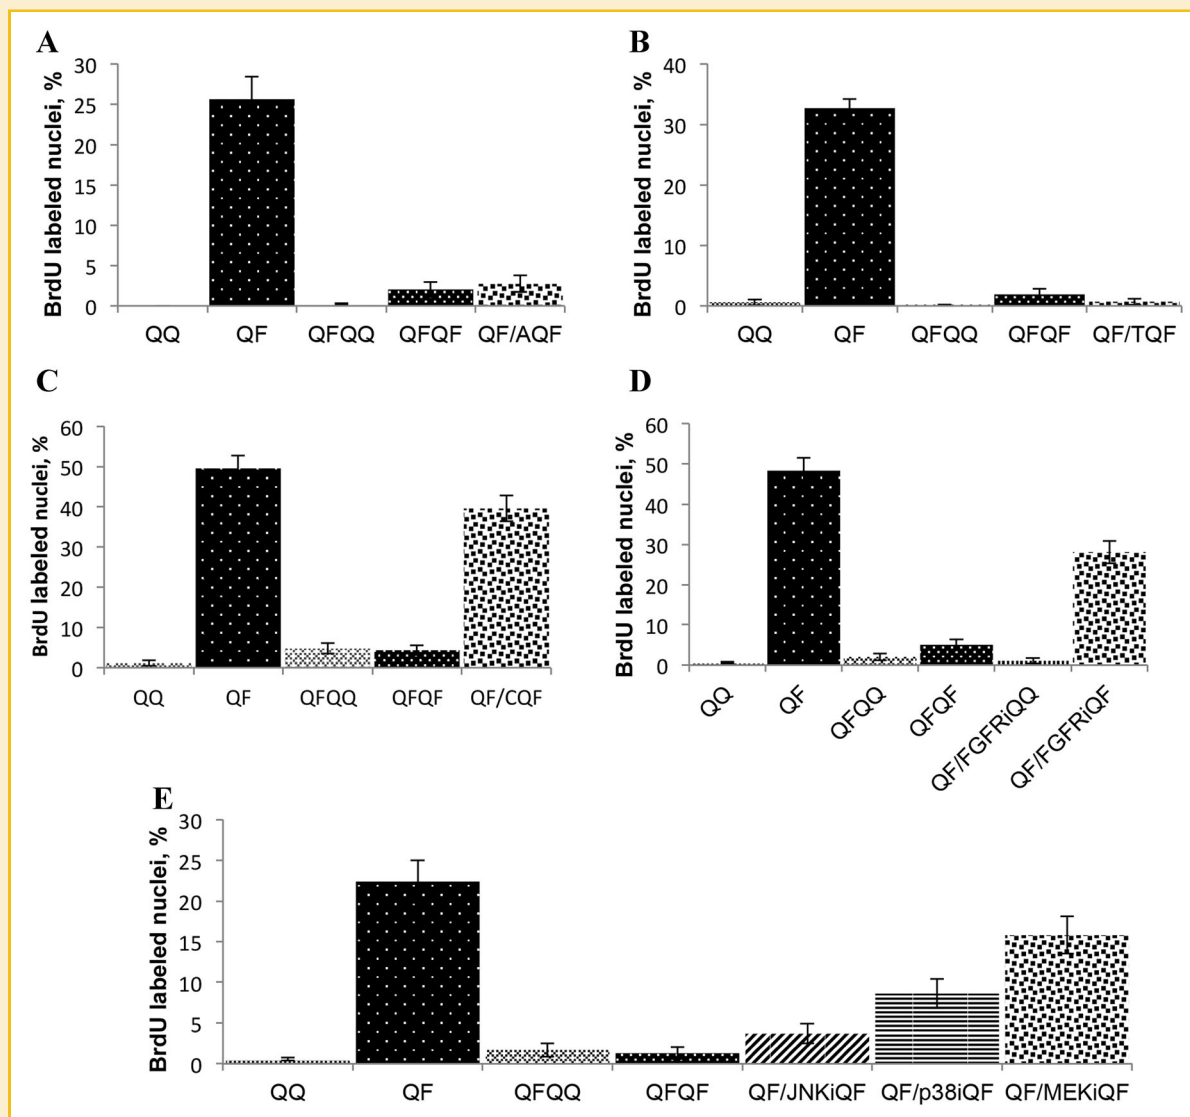 A
BrdU labeled nuclei, %
30
25
20
15
10
5
0
QQ QF QFQQ QFQF QF/AQF
B
BrdU labeled nuclei, %
40
30
20
10
0
QQ QF QFQQ QFQF QF/TQF
C
BrdU labeled nuclei, %
60
50
40
30
20
10
0
QQ QF QFQQ QFQF QF/CQF
D
BrdU labeled nuclei, %
60
50
40
30
20
10
0
QQ QF QFQQ QFQF QF/FGFRiQQ QF/FGFRiQF
E
BrdU labeled nuclei, %
30
25
20
15
10
5
0
QQ QF QFQQ QFQF QF/JNKiQF QF/p38iQF QF/MEKiQF